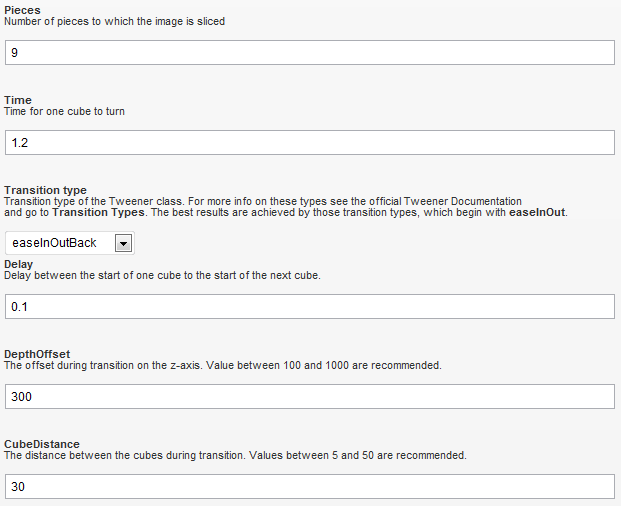 Pieces
Number of pieces to which the image is sliced
9
Time
Time for one cube to turn
1.2
Transition type
Transition type of the Tweener class. For more info on these types see the official Tweener Documentation
and go to Transition Types. The best results are achieved by those transition types, which begin with easeInOut.
easeInOutBack
Delay
Delay between the start of one cube to the start of the next cube.
0.1
DepthOffset
The offset during transition on the z-axis. Value between 100 and 1000 are recommended.
300
CubeDistance
The distance between the cubes during transition. Values between 5 and 50 are recommended.
30